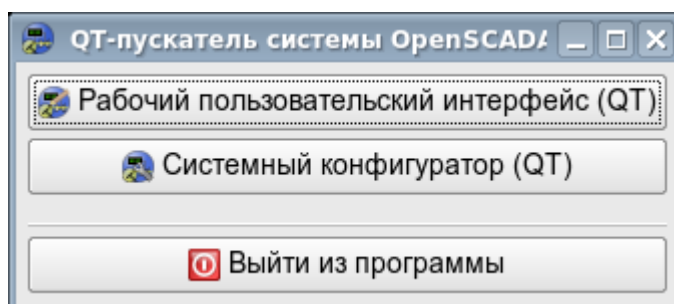 QT-пускатель системы OpenSCADA
Рабочий пользовательский интерфейс (QT)
Системный конфигуратор (QT)
Выйти из программы